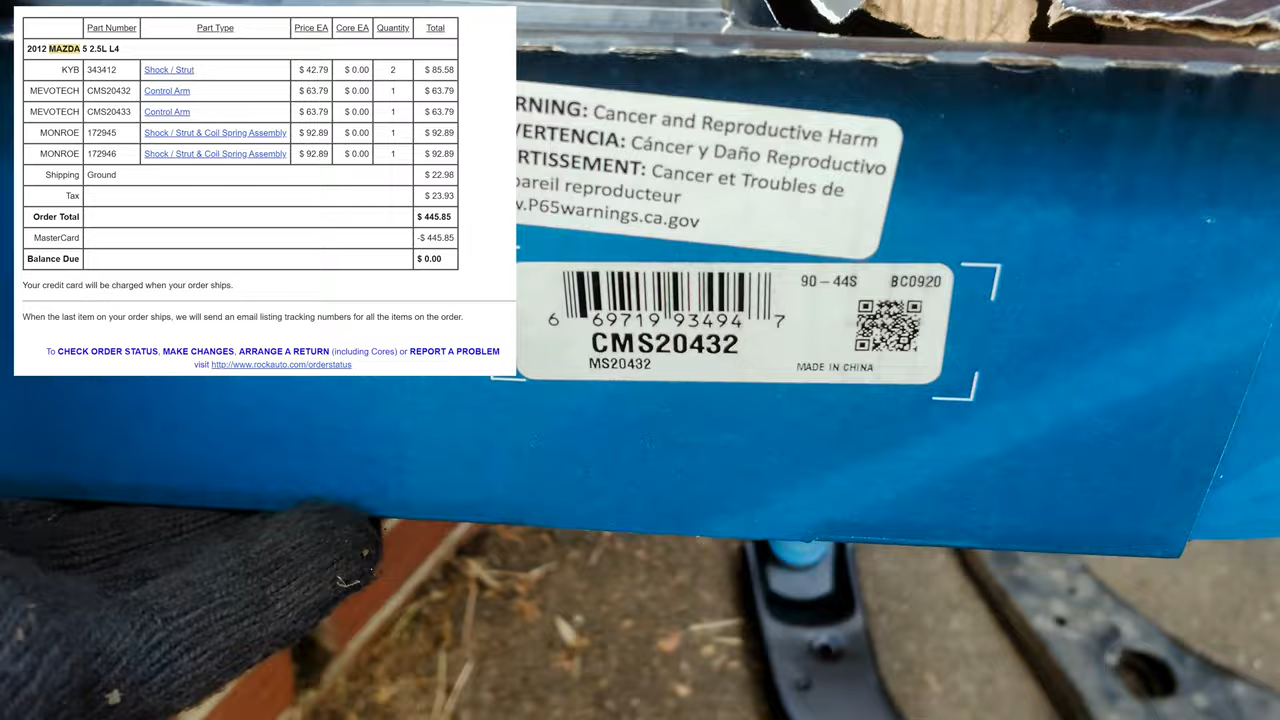 Part Number Part Type Price EA Core EA Quantity Total
2012 MAZDA 5 2.5L L4
KYB 343412 Shock / Strut $ 42.79 $ 0.00 2 $ 85.58
MEVOTECH CMS20432 Control Arm $ 63.79 $ 0.00 1 $ 63.79
MEVOTECH CMS20433 Control Arm $ 63.79 $ 0.00 1 $ 63.79
MONROE 172945 Shock / Strut & Coil Spring Assembly $ 92.89 $ 0.00 1 $ 92.89
MONROE 172946 Shock / Strut & Coil Spring Assembly $ 92.89 $ 0.00 1 $ 92.89
Shipping Ground $ 22.98
Tax $ 23.93
Order Total $ 445.85
MasterCard -$ 445.85
Balance Due $ 0.00
Your credit card will be charged when your order ships.
When the last item on your order ships, we will send an email listing tracking numbers for all the items on the order.
To CHECK ORDER STATUS, MAKE CHANGES, ARRANGE A RETURN (including Cores) or REPORT A PROBLEM
visit http://www.rockauto.com/orderstatus
RNING: Cancer and Reproductive Harm
VERTENCIA: Cáncer y Daño Reproductivo
RTISSEMENT: Cancer et Troubles de
pareil reproducteur
w.P65warnings.ca.gov
90-44S BC0920
6 69719 93494 7
CMS20432
MS20432 MADE IN CHINA